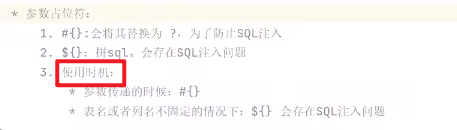 * 参数占位符：
1. #{}:会将其替换为 ?，为了防止SQL注入
2. ${}：拼sql。会存在SQL注入问题
3. 使用时机：
* 参数传递的时候：#{}
* 表名或者列名不固定的情况下：${} 会存在SQL注入问题